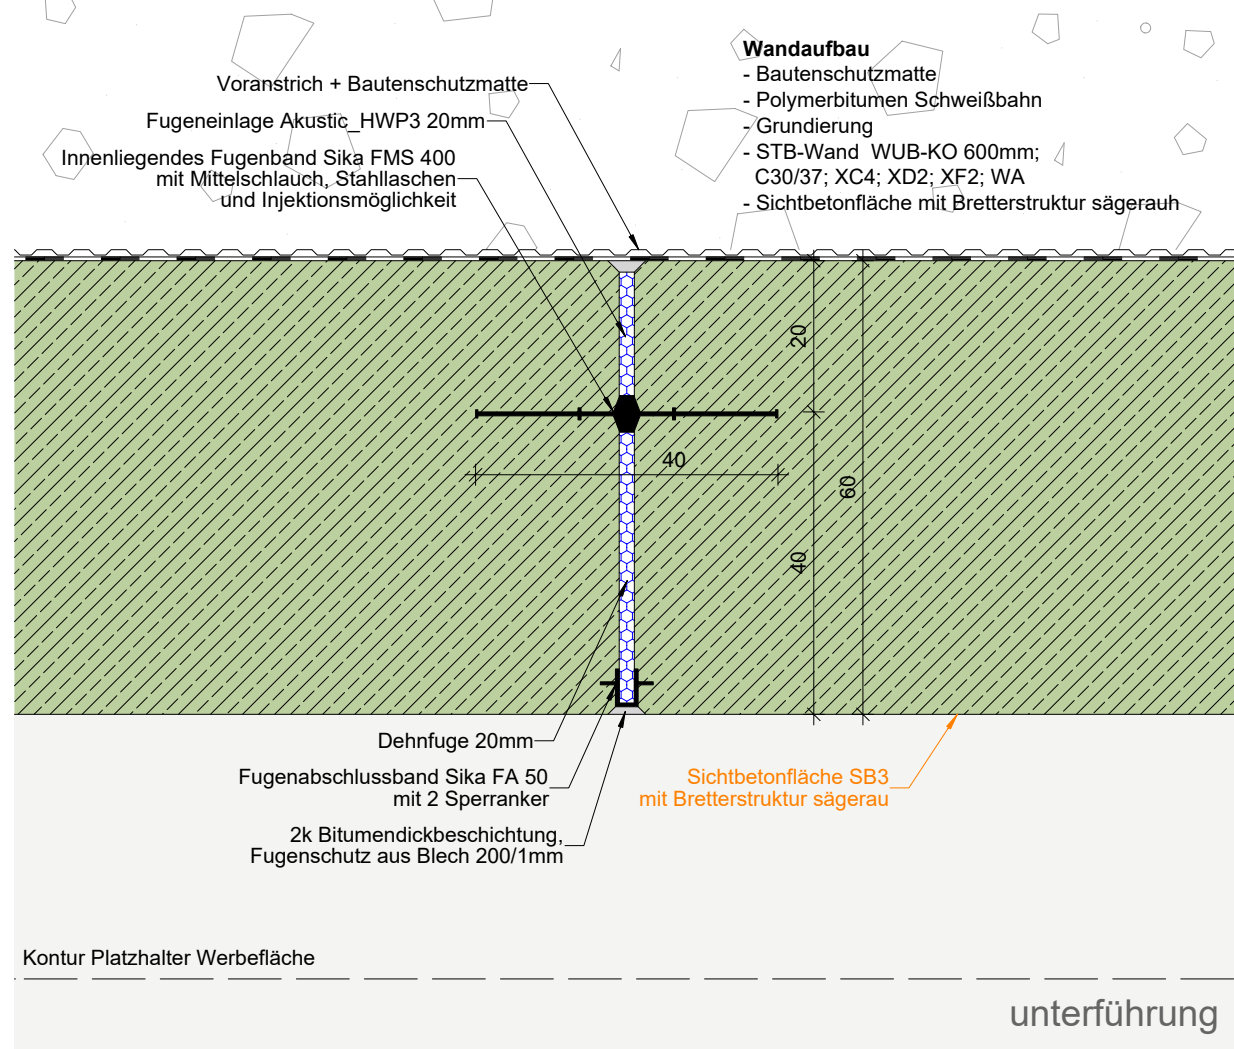 Wandaufbau
- Bautenschutzmatte
- Polymerbitumen Schweißbahn
- Grundierung
- STB-Wand  WUB-KO 600mm;
C30/37; XC4; XD2; XF2; WA
- Sichtbetonfläche mit Bretterstruktur sägerauh
Voranstrich + Bautenschutzmatte
Fugeneinlage Akustic_HWP3 20mm
Innenliegendes Fugenband Sika FMS 400
mit Mittelschlauch, Stahllaschen
und Injektionsmöglichkeit
20
40
60
40
Dehnfuge 20mm
Fugenabschlussband Sika FA 50
mit 2 Sperranker
2k Bitumendickbeschichtung,
Fugenschutz aus Blech 200/1mm
Sichtbetonfläche SB3
mit Bretterstruktur sägerau
Kontur Platzhalter Werbefläche
unterführung